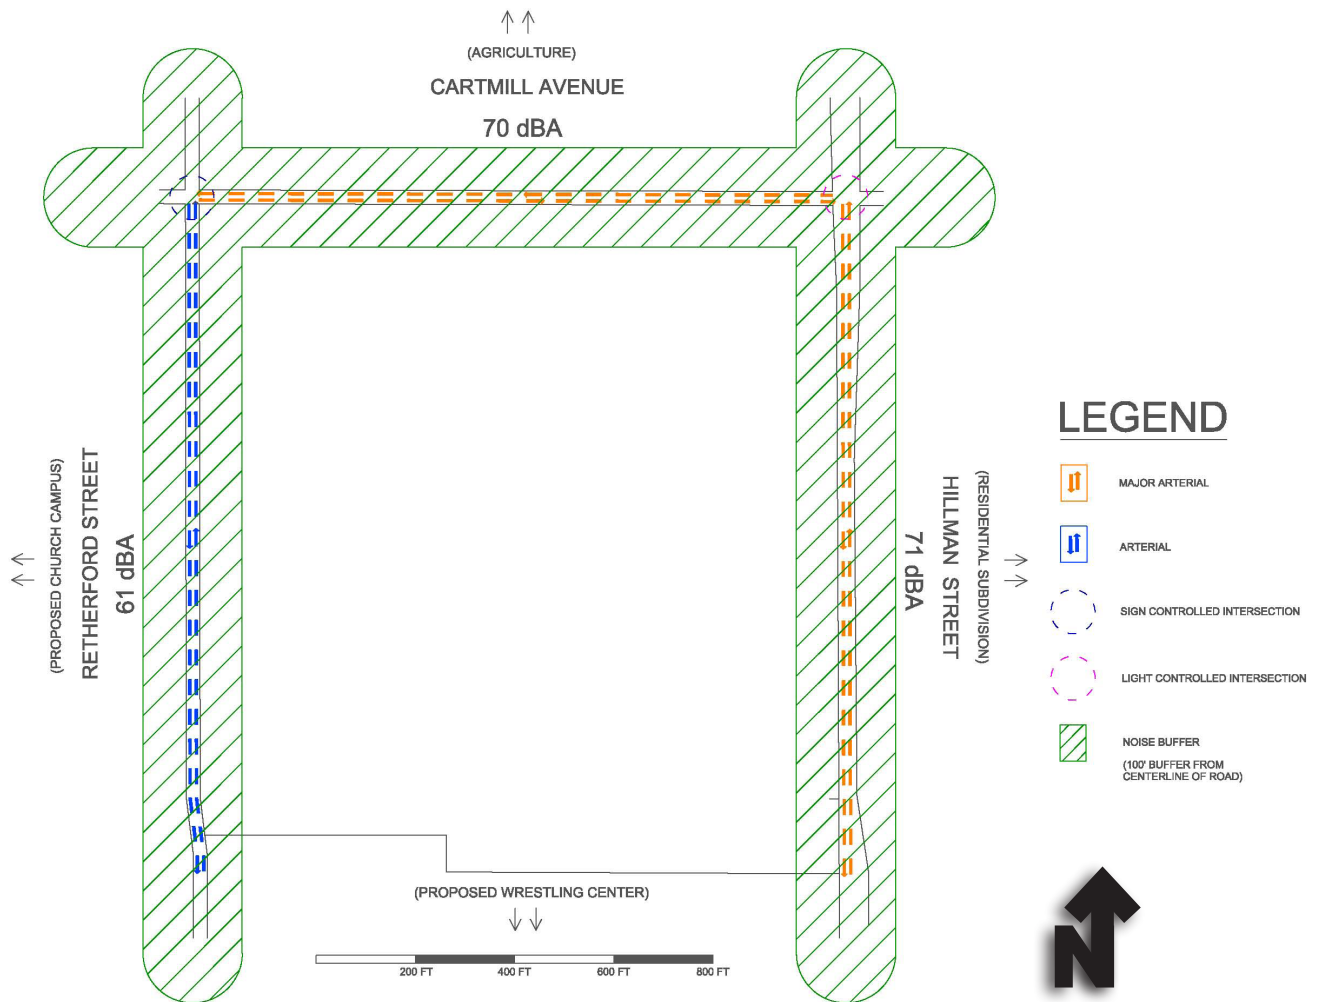 (AGRICULTURE)
CARTMILL AVENUE
70 dBA
(PROPOSED CHURCH CAMPUS)
RETHERFORD STREET
61 dBA
71 dBA
HILLMAN STREET
(RESIDENTIAL SUBDIVISION)
LEGEND
MAJOR ARTERIAL
ARTERIAL
SIGN CONTROLLED INTERSECTION
LIGHT CONTROLLED INTERSECTION
NOISE BUFFER
(100' BUFFER FROM
CENTERLINE OF ROAD)
(PROPOSED WRESTLING CENTER)
200 FT 400 FT 600 FT 800 FT
N